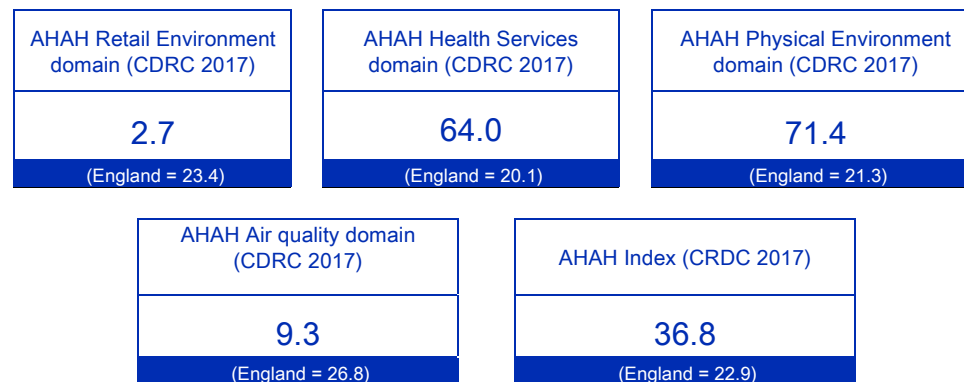 AHAH Retail Environment
domain (CDRC 2017)
2.7
(England = 23.4)
AHAH Health Services
domain (CDRC 2017)
64.0
(England = 20.1)
AHAH Physical Environment
domain (CDRC 2017)
71.4
(England = 21.3)
AHAH Air quality domain
(CDRC 2017)
9.3
(England = 26.8)
AHAH Index (CRDC 2017)
36.8
(England = 22.9)